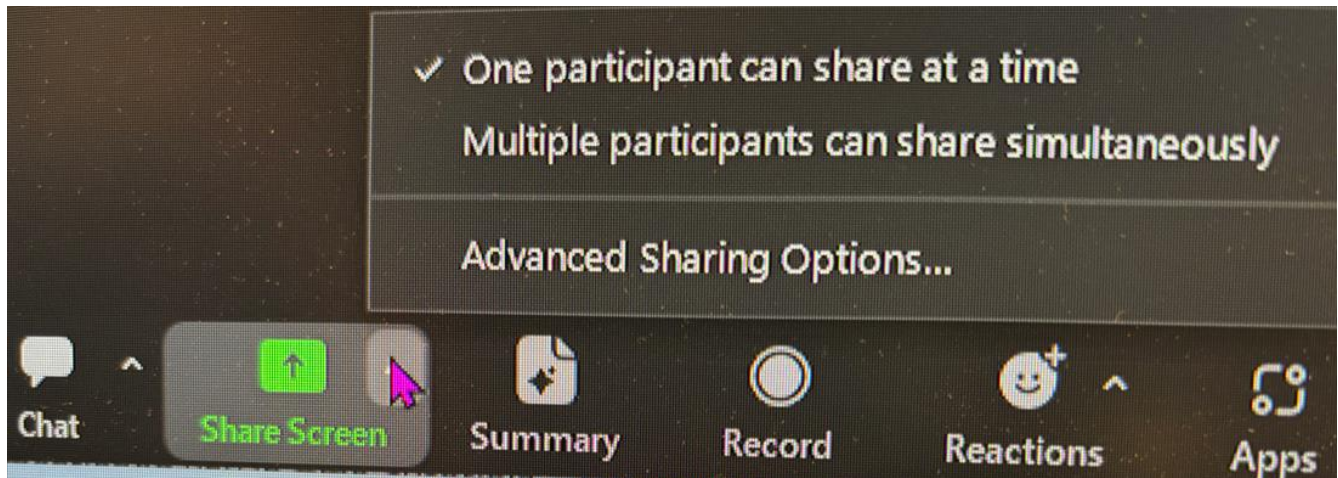 One participant can share at a time
Multiple participants can share simultaneously
Advanced Sharing Options...
Chat
Share Screen
Summary
Record
Reactions
Apps